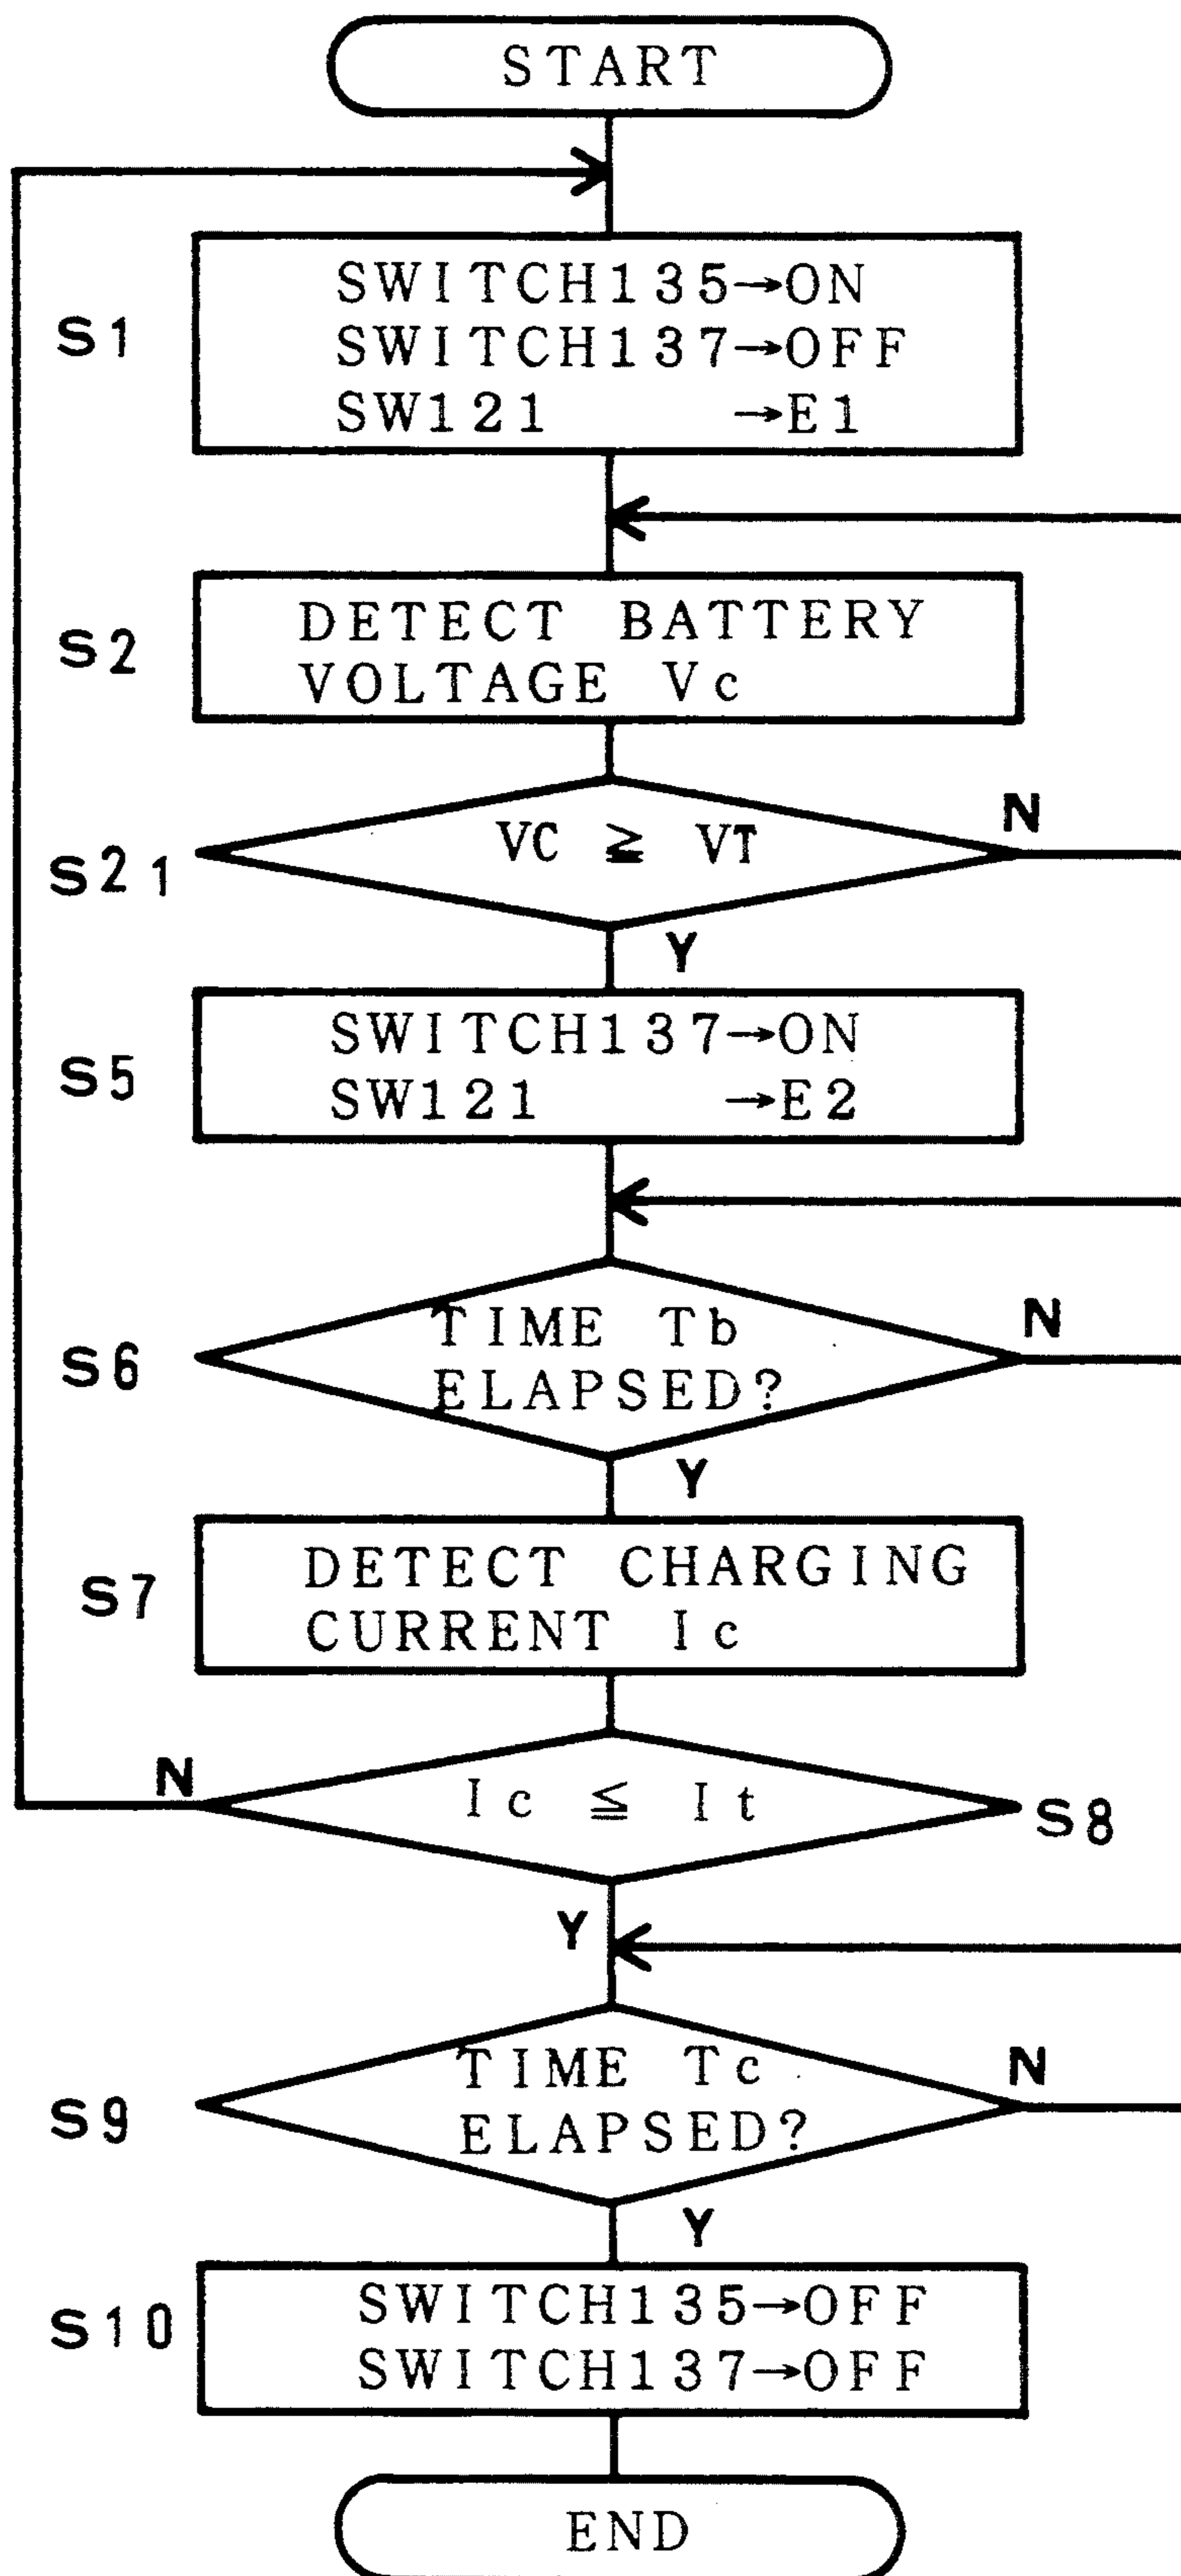 START
S1
SWITCH135→ON
SWITCH137→OFF
SW121 →E1
S2
DETECT BATTERY
VOLTAGE Vc
S21
VC ≧ VT
N
Y
S5
SWITCH137→ON
SW121 →E2
S6
TIME Tb
ELAPSED?
N
Y
S7
DETECT CHARGING
CURRENT Ic
N
Ic ≦ It
S8
Y
S9
TIME Tc
ELAPSED?
N
Y
S10
SWITCH135→OFF
SWITCH137→OFF
END